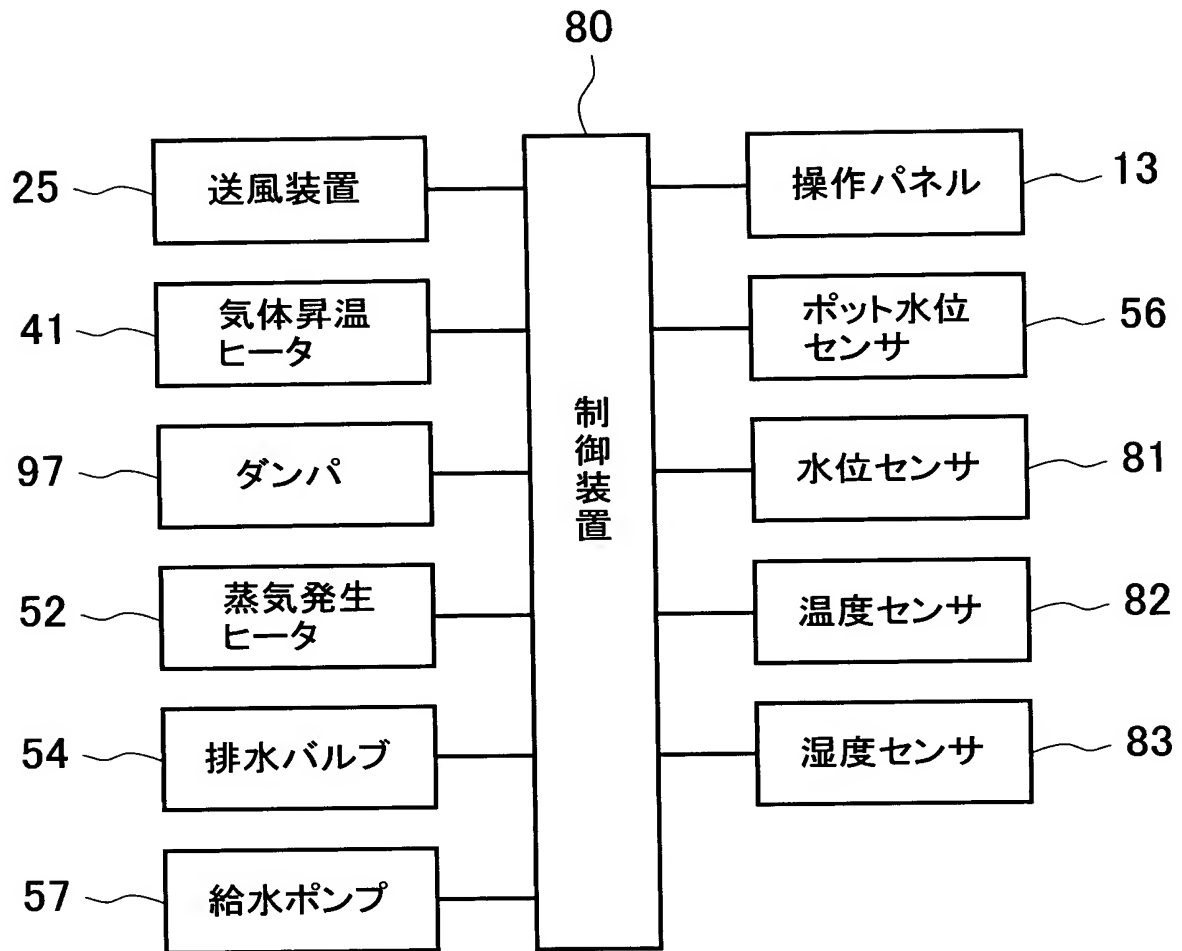 80
25
送風装置
操作パネル
13
41
気体昇温
ヒータ
ポット水位
センサ
56
制御装置
97
ダンパ
水位センサ
81
52
蒸気発生
ヒータ
温度センサ
82
54
排水バルブ
湿度センサ
83
57
給水ポンプ